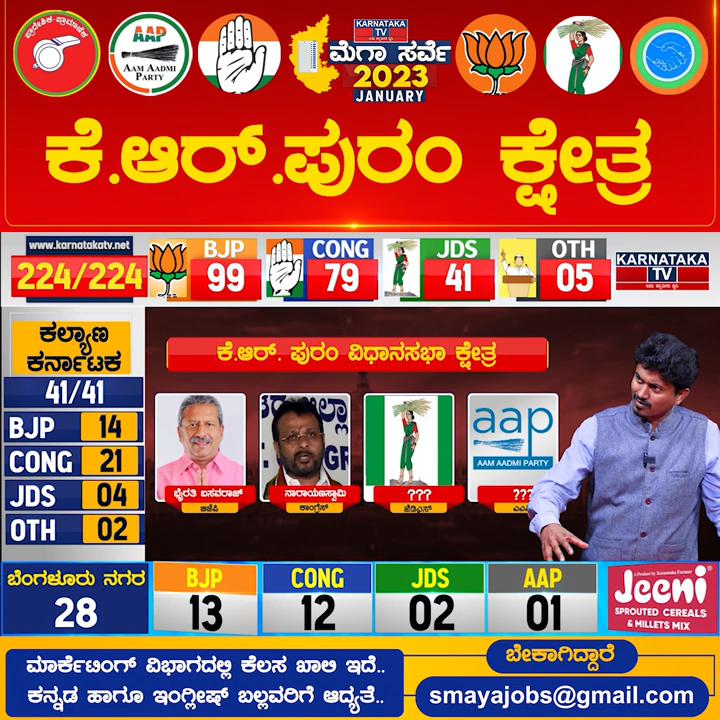 ಪ್ರಾದೇಶಿಕ-ಪ್ರಾಮಾಣಿಕ
AAP
AAM AADMI
PARTY
KARNATAKA
TV
ಮೆಗಾ ಸರ್ವೆ
2023
JANUARY
ಕೆ.ಆರ್.ಪುರಂ ಕ್ಷೇತ್ರ
www.karnatakatv.net
224/224
BJP
99
CONG
79
JDS
41
OTH
05
KARNATAKA
TV
ಕಲ್ಯಾಣ
ಕರ್ನಾಟಕ
41/41
BJP 14
CONG 21
JDS 04
OTH 02
ಕೆ.ಆರ್. ಪುರಂ ವಿಧಾನಸಭಾ ಕ್ಷೇತ್ರ
ಭೈರತಿ ಬಸವರಾಜ್
ಬಿಜೆಪಿ
ನಾರಾಯಣಸ್ವಾಮಿ
ಕಾಂಗ್ರೆಸ್
???
ಜೆಡಿಎಸ್
aap
AAM AADMI PARTY
???
ಬೆಂಗಳೂರು ನಗರ
28
BJP
13
CONG
12
JDS
02
AAP
01
A Product by Karnataka Farmer
Jeeni
SPROUTED CEREALS
& MILLETS MIX
ಮಾರ್ಕೆಟಿಂಗ್ ವಿಭಾಗದಲ್ಲಿ ಕೆಲಸ ಖಾಲಿ ಇದೆ..
ಕನ್ನಡ ಹಾಗೂ ಇಂಗ್ಲೀಷ್ ಬಲ್ಲವರಿಗೆ ಆದ್ಯತೆ..
ಬೇಕಾಗಿದ್ದಾರೆ
smayajobs@gmail.com